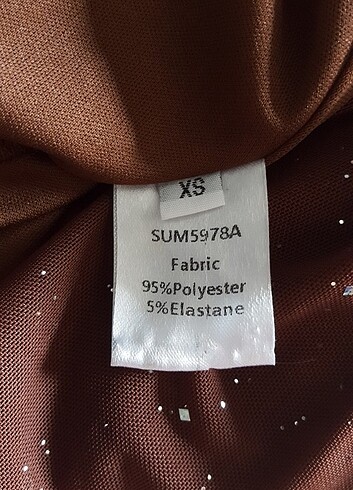 XS
SUM5978A
Fabric
95%Polyester
5%Elastane